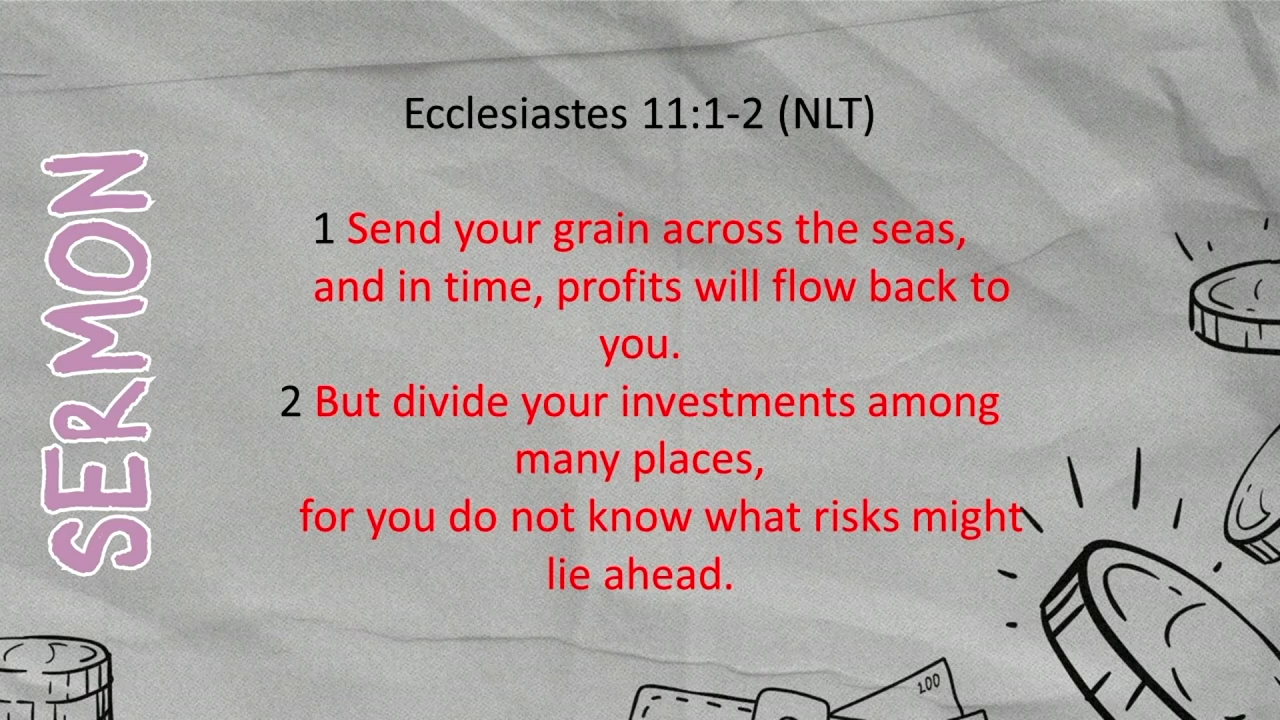 SERMON
Ecclesiastes 11:1-2 (NLT)
1 Send your grain across the seas,
and in time, profits will flow back to
you.
2 But divide your investments among
many places,
for you do not know what risks might
lie ahead.
100